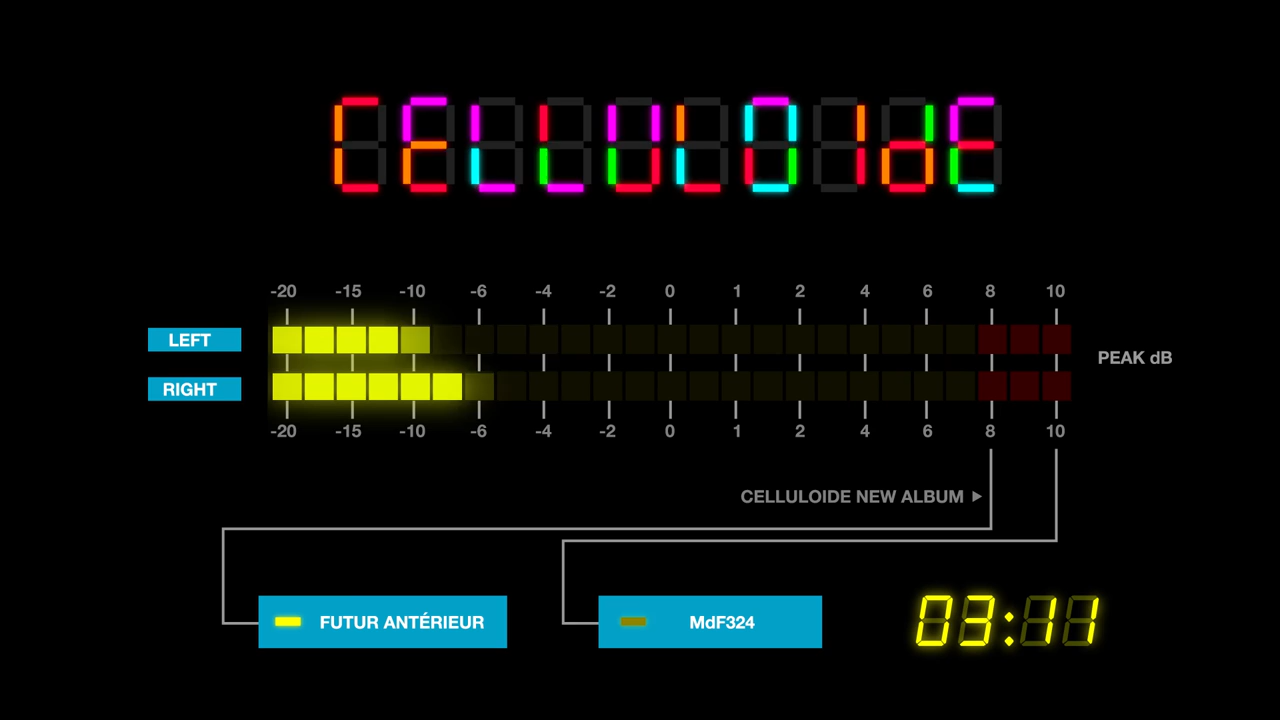 CELLULOIdE
-20 -15 -10 -6 -4 -2 0 1 2 4 6 8 10
LEFT
PEAK dB
RIGHT
-20 -15 -10 -6 -4 -2 0 1 2 4 6 8 10
CELLULOIDE NEW ALBUM ►
FUTUR ANTÉRIEUR
MdF324
03:11